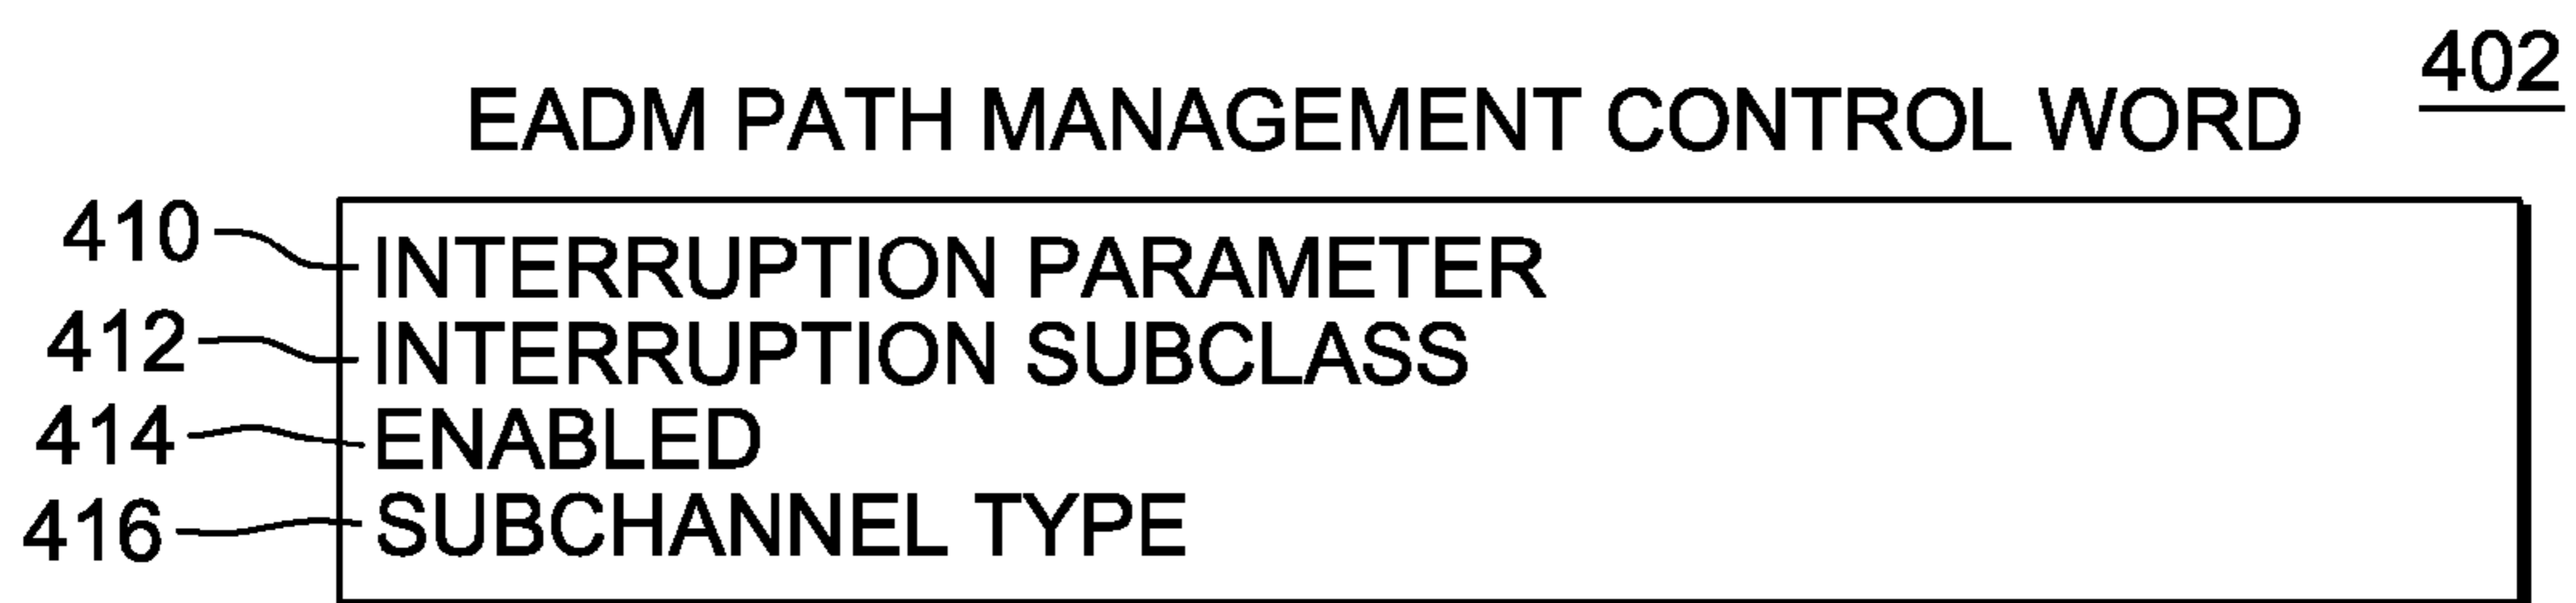 402
EADM PATH MANAGEMENT CONTROL WORD
410 INTERRUPTION PARAMETER
412 INTERRUPTION SUBCLASS
414 ENABLED
416 SUBCHANNEL TYPE